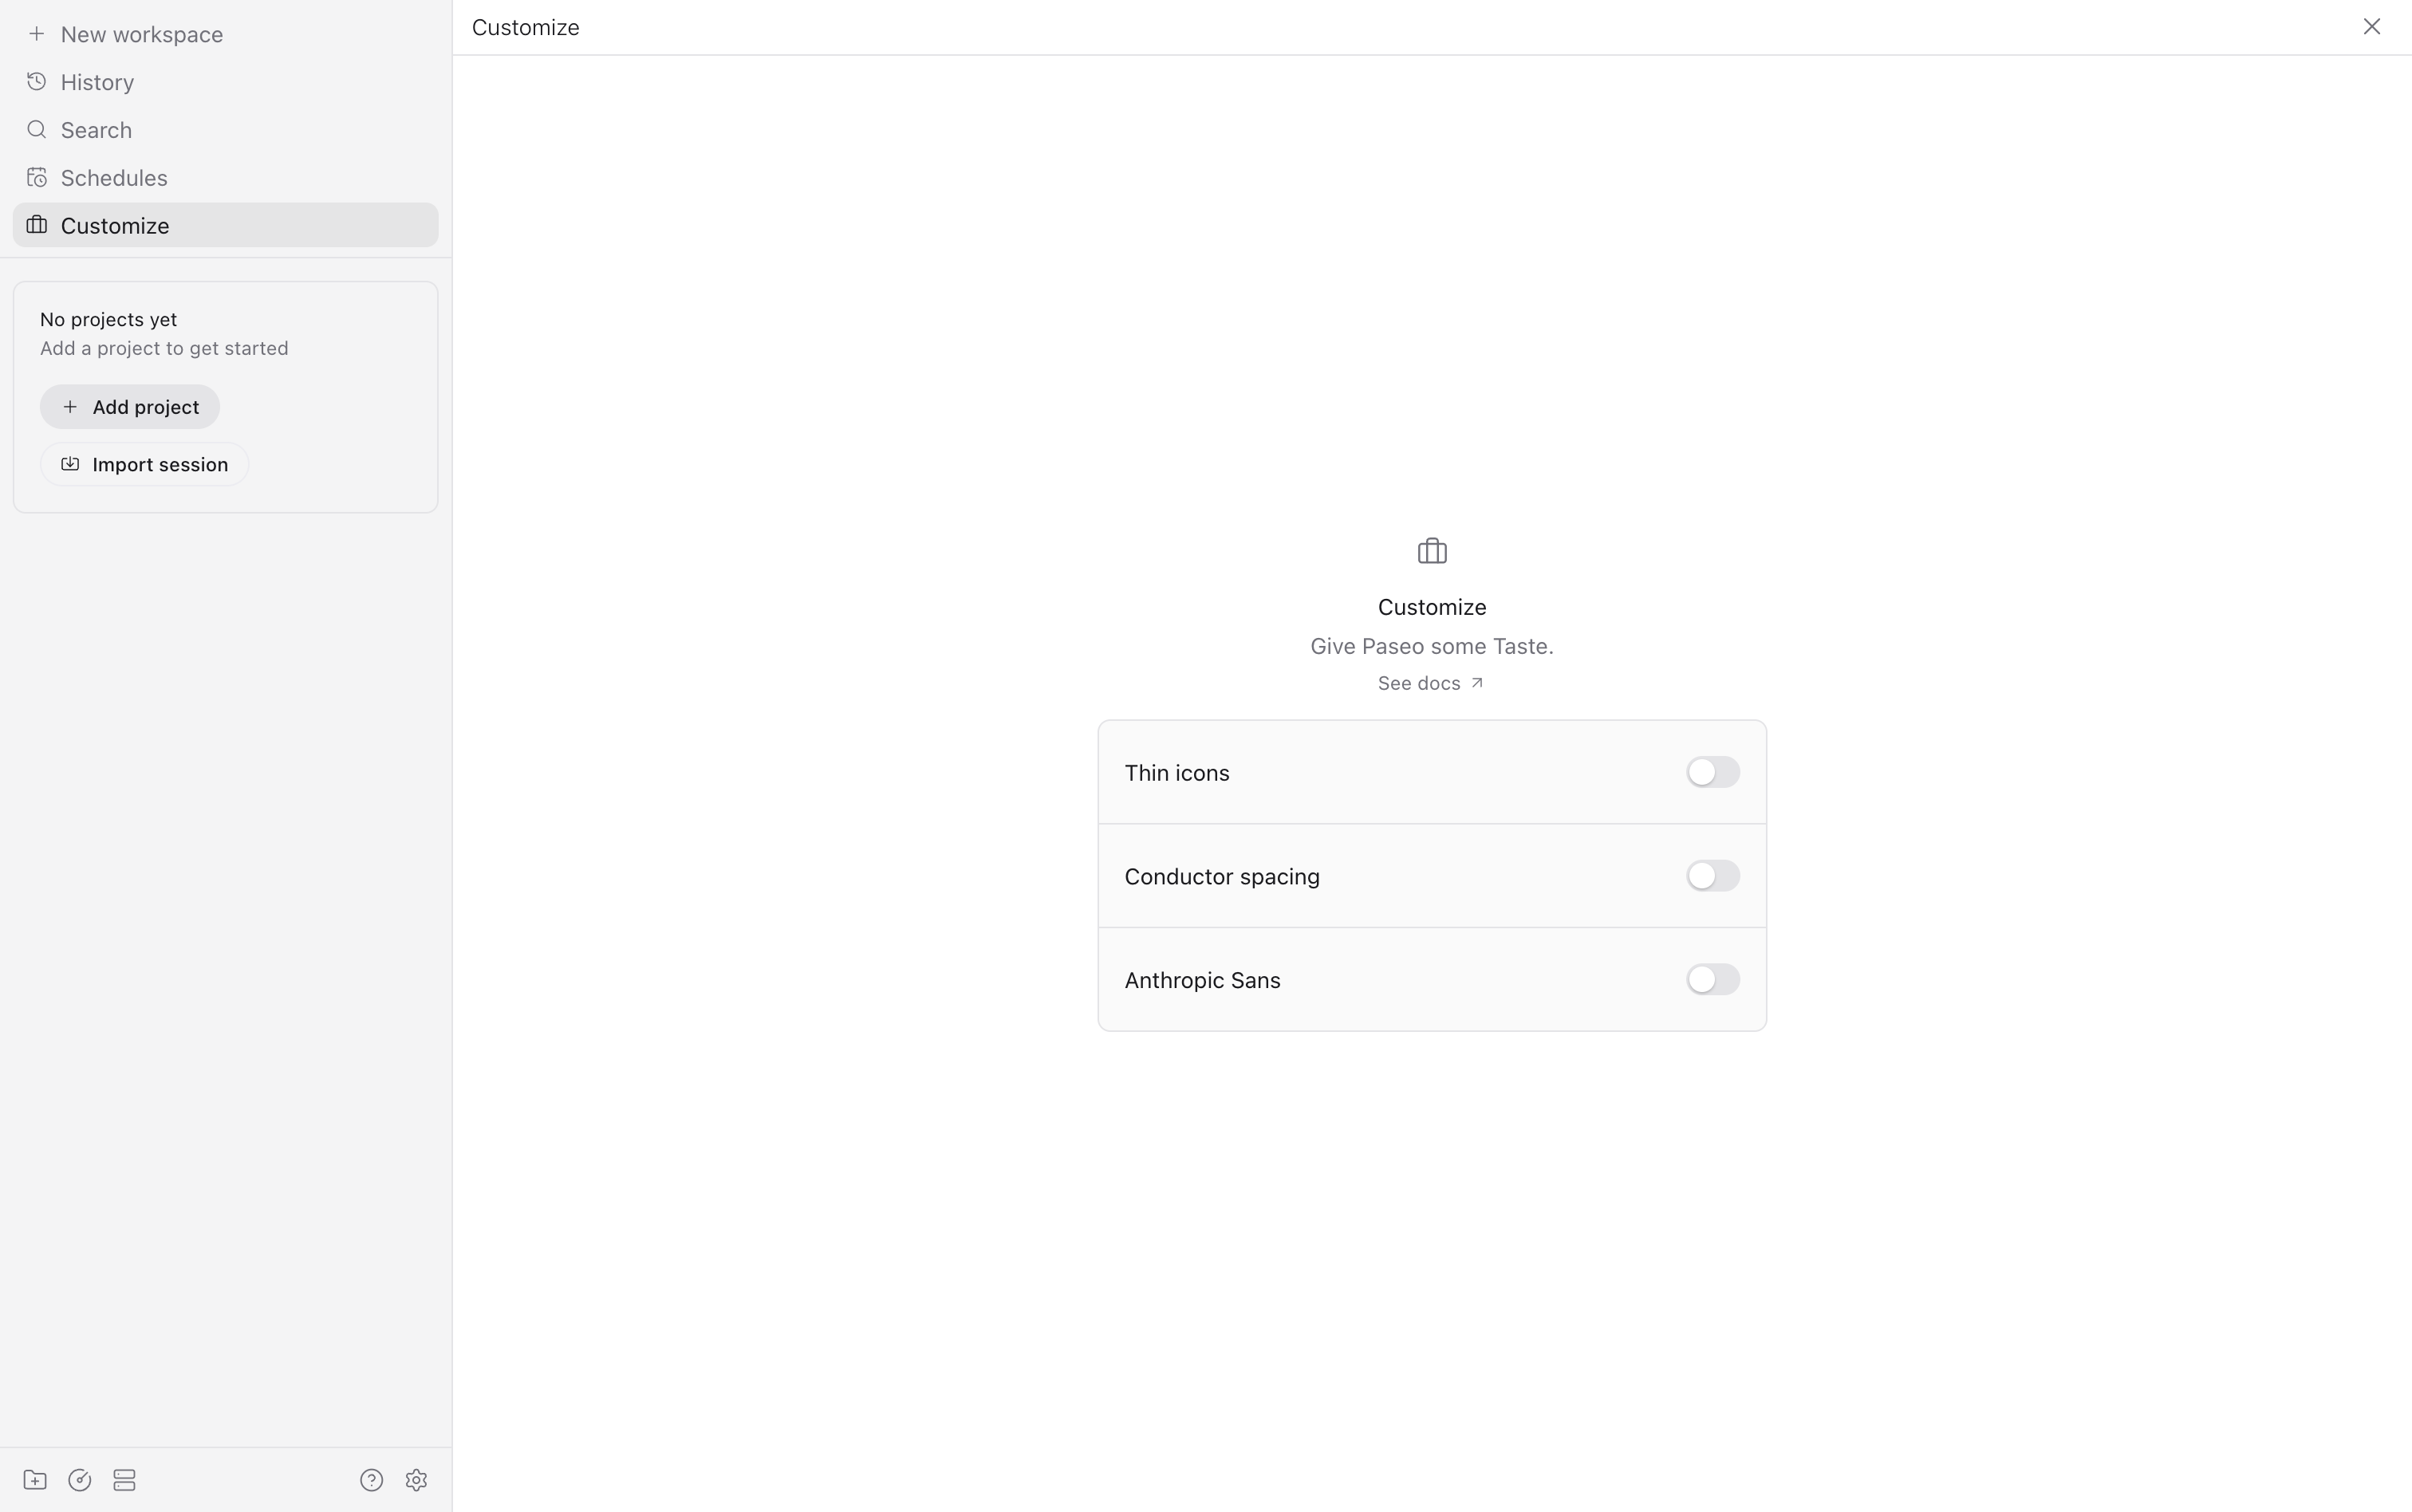 New workspace
History
Search
Schedules
Customize
No projects yet
Add a project to get started
Add project
Import session
Customize
Customize
Give Paseo some Taste.
See docs
Thin icons
Conductor spacing
Anthropic Sans